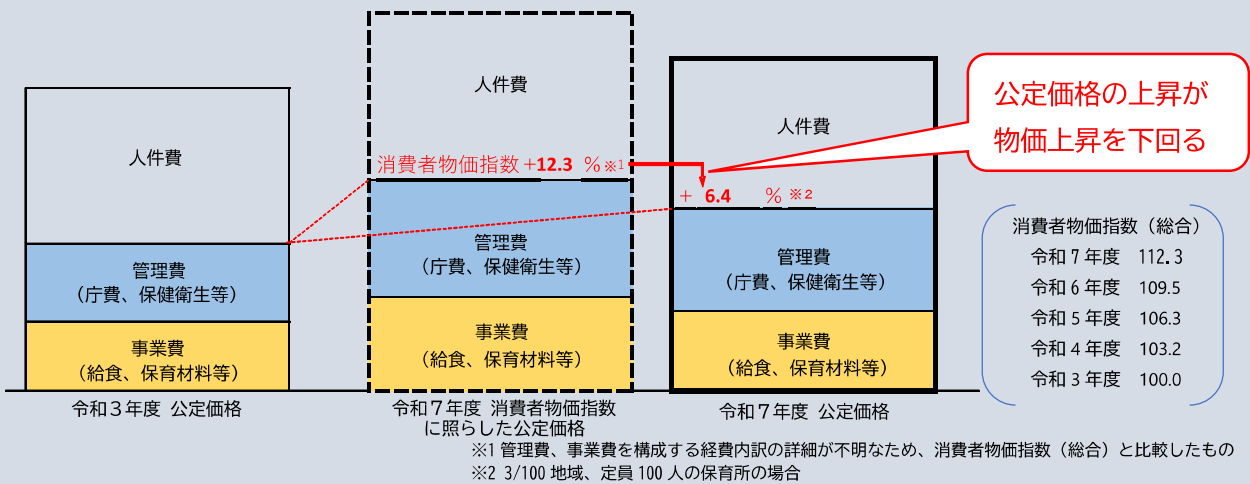 人件費
管理費
（庁費、保健衛生等）
事業費
（給食、保育材料等）
令和３年度 公定価格
人件費
消費者物価指数 +12.3 %※1
管理費
（庁費、保健衛生等）
事業費
（給食、保育材料等）
令和７年度 消費者物価指数
に照らした公定価格
人件費
+ 6.4 %※2
管理費
（庁費、保健衛生等）
事業費
（給食、保育材料等）
令和７年度 公定価格
公定価格の上昇が
物価上昇を下回る
消費者物価指数（総合）
令和７年度 112.3
令和６年度 109.5
令和５年度 106.3
令和４年度 103.2
令和３年度 100.0
※1 管理費、事業費を構成する経費内訳の詳細が不明なため、消費者物価指数（総合）と比較したもの
※2 3/100 地域、定員 100 人の保育所の場合